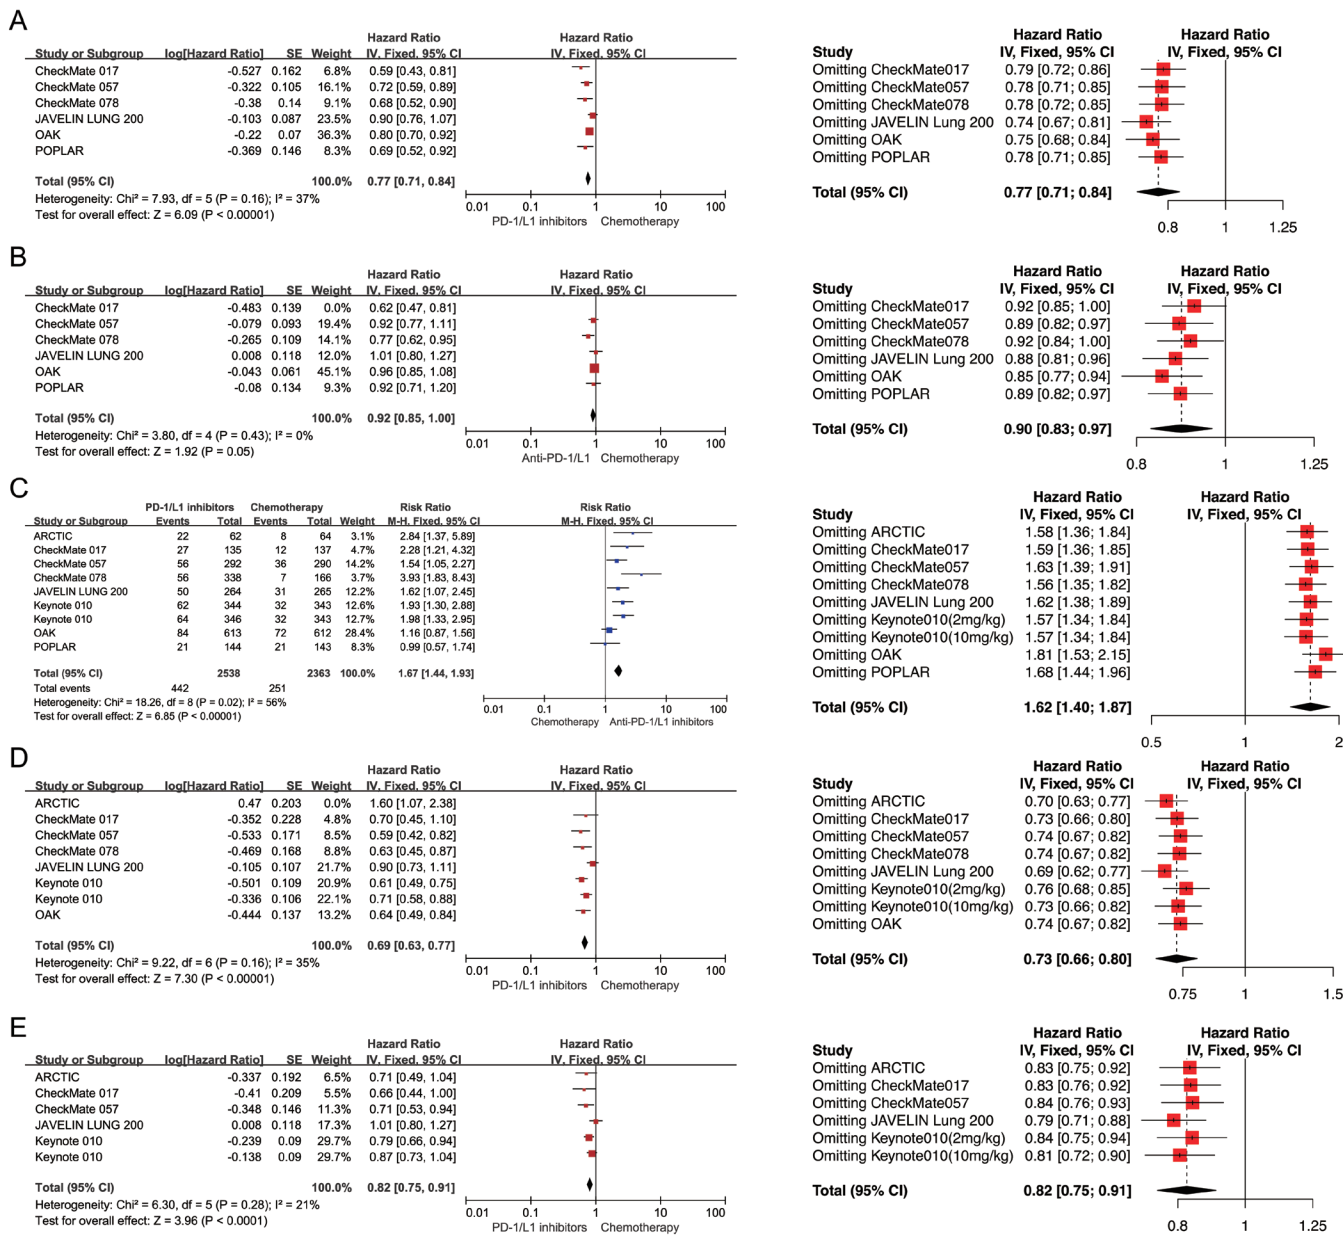 A
Hazard Ratio Hazard Ratio
Study or Subgroup log[Hazard Ratio] SE Weight IV, Fixed, 95% CI IV, Fixed, 95% CI
CheckMate 017 -0.527 0.162 6.8% 0.59 [0.43, 0.81]
CheckMate 057 -0.322 0.105 16.1% 0.72 [0.59, 0.89]
CheckMate 078 -0.38 0.14 9.1% 0.68 [0.52, 0.90]
JAVELIN LUNG 200 -0.103 0.087 23.5% 0.90 [0.76, 1.07]
OAK -0.22 0.07 36.3% 0.80 [0.70, 0.92]
POPLAR -0.369 0.146 8.3% 0.69 [0.52, 0.92]
Total (95% CI) 100.0% 0.77 [0.71, 0.84]
Heterogeneity: Chi² = 7.93, df = 5 (P = 0.16); I² = 37%
Test for overall effect: Z = 6.09 (P < 0.00001)
0.01 0.1 1 10 100
PD-1/L1 inhibitors Chemotherapy
Hazard Ratio Hazard Ratio
Study IV, Fixed, 95% CI IV, Fixed, 95% CI
Omitting CheckMate017 0.79 [0.72; 0.86]
Omitting CheckMate057 0.78 [0.71; 0.85]
Omitting CheckMate078 0.78 [0.72; 0.85]
Omitting JAVELIN Lung 200 0.74 [0.67; 0.81]
Omitting OAK 0.75 [0.68; 0.84]
Omitting POPLAR 0.78 [0.71; 0.85]
Total (95% CI) 0.77 [0.71; 0.84]
0.8 1 1.25
B
Hazard Ratio Hazard Ratio
Study or Subgroup log[Hazard Ratio] SE Weight IV, Fixed, 95% CI IV, Fixed, 95% CI
CheckMate 017 -0.483 0.139 0.0% 0.62 [0.47, 0.81]
CheckMate 057 -0.079 0.093 19.4% 0.92 [0.77, 1.11]
CheckMate 078 -0.265 0.109 14.1% 0.77 [0.62, 0.95]
JAVELIN LUNG 200 0.008 0.118 12.0% 1.01 [0.80, 1.27]
OAK -0.043 0.061 45.1% 0.96 [0.85, 1.08]
POPLAR -0.08 0.134 9.3% 0.92 [0.71, 1.20]
Total (95% CI) 100.0% 0.92 [0.85, 1.00]
Heterogeneity: Chi² = 3.80, df = 4 (P = 0.43); I² = 0%
Test for overall effect: Z = 1.92 (P = 0.05)
0.01 0.1 1 10 100
Anti-PD-1/L1 Chemotherapy
Hazard Ratio Hazard Ratio
Study IV, Fixed, 95% CI IV, Fixed, 95% CI
Omitting CheckMate017 0.92 [0.85; 1.00]
Omitting CheckMate057 0.89 [0.82; 0.97]
Omitting CheckMate078 0.92 [0.84; 1.00]
Omitting JAVELIN Lung 200 0.88 [0.81; 0.96]
Omitting OAK 0.85 [0.77; 0.94]
Omitting POPLAR 0.89 [0.82; 0.97]
Total (95% CI) 0.90 [0.83; 0.97]
0.8 1 1.25
C
PD-1/L1 inhibitors Chemotherapy Risk Ratio Risk Ratio
Study or Subgroup Events Total Events Total Weight M-H, Fixed, 95% CI M-H, Fixed, 95% CI
ARCTIC 22 62 8 64 3.1% 2.84 [1.37, 5.89]
CheckMate 017 27 135 12 137 4.7% 2.28 [1.21, 4.32]
CheckMate 057 56 292 36 290 14.2% 1.54 [1.05, 2.27]
CheckMate 078 56 338 7 166 3.7% 3.93 [1.83, 8.43]
JAVELIN LUNG 200 50 264 31 265 12.2% 1.62 [1.07, 2.45]
Keynote 010 62 344 32 343 12.6% 1.93 [1.30, 2.88]
Keynote 010 64 346 32 343 12.7% 1.98 [1.33, 2.95]
OAK 84 613 72 612 28.4% 1.16 [0.87, 1.56]
POPLAR 21 144 21 143 8.3% 0.99 [0.57, 1.74]
Total (95% CI) 2538 2363 100.0% 1.67 [1.44, 1.93]
Total events 442 251
Heterogeneity: Chi² = 18.26, df = 8 (P = 0.02); I² = 56%
Test for overall effect: Z = 6.85 (P < 0.00001)
0.01 0.1 1 10 100
Chemotherapy Anti-PD-1/L1 inhibitors
Hazard Ratio Hazard Ratio
Study IV, Fixed, 95% CI IV, Fixed, 95% CI
Omitting ARCTIC 1.58 [1.36; 1.84]
Omitting CheckMate017 1.59 [1.36; 1.85]
Omitting CheckMate057 1.63 [1.39; 1.91]
Omitting CheckMate078 1.56 [1.35; 1.82]
Omitting JAVELIN Lung 200 1.62 [1.38; 1.89]
Omitting Keynote010(2mg/kg) 1.57 [1.34; 1.84]
Omitting Keynote010(10mg/kg) 1.57 [1.34; 1.84]
Omitting OAK 1.81 [1.53; 2.15]
Omitting POPLAR 1.68 [1.44; 1.96]
Total (95% CI) 1.62 [1.40; 1.87]
0.5 1 2
D
Hazard Ratio Hazard Ratio
Study or Subgroup log[Hazard Ratio] SE Weight IV, Fixed, 95% CI IV, Fixed, 95% CI
ARCTIC 0.47 0.203 0.0% 1.60 [1.07, 2.38]
CheckMate 017 -0.352 0.228 4.8% 0.70 [0.45, 1.10]
CheckMate 057 -0.533 0.171 8.5% 0.59 [0.42, 0.82]
CheckMate 078 -0.469 0.168 8.8% 0.63 [0.45, 0.87]
JAVELIN LUNG 200 -0.105 0.107 21.7% 0.90 [0.73, 1.11]
Keynote 010 -0.501 0.109 20.9% 0.61 [0.49, 0.75]
Keynote 010 -0.336 0.106 22.1% 0.71 [0.58, 0.88]
OAK -0.444 0.137 13.2% 0.64 [0.49, 0.84]
Total (95% CI) 100.0% 0.69 [0.63, 0.77]
Heterogeneity: Chi² = 9.22, df = 6 (P = 0.16); I² = 35%
Test for overall effect: Z = 7.30 (P < 0.00001)
0.01 0.1 1 10 100
PD-1/L1 inhibitors Chemotherapy
Hazard Ratio Hazard Ratio
Study IV, Fixed, 95% CI IV, Fixed, 95% CI
Omitting ARCTIC 0.70 [0.63; 0.77]
Omitting CheckMate017 0.73 [0.66; 0.80]
Omitting CheckMate057 0.74 [0.67; 0.82]
Omitting CheckMate078 0.74 [0.67; 0.82]
Omitting JAVELIN Lung 200 0.69 [0.62; 0.77]
Omitting Keynote010(2mg/kg) 0.76 [0.68; 0.85]
Omitting Keynote010(10mg/kg) 0.73 [0.66; 0.82]
Omitting OAK 0.74 [0.67; 0.82]
Total (95% CI) 0.73 [0.66; 0.80]
0.75 1 1.5
E
Hazard Ratio Hazard Ratio
Study or Subgroup log[Hazard Ratio] SE Weight IV, Fixed, 95% CI IV, Fixed, 95% CI
ARCTIC -0.337 0.192 6.5% 0.71 [0.49, 1.04]
CheckMate 017 -0.41 0.209 5.5% 0.66 [0.44, 1.00]
CheckMate 057 -0.348 0.146 11.3% 0.71 [0.53, 0.94]
JAVELIN LUNG 200 0.008 0.118 17.3% 1.01 [0.80, 1.27]
Keynote 010 -0.239 0.09 29.7% 0.79 [0.66, 0.94]
Keynote 010 -0.138 0.09 29.7% 0.87 [0.73, 1.04]
Total (95% CI) 100.0% 0.82 [0.75, 0.91]
Heterogeneity: Chi² = 6.30, df = 5 (P = 0.28); I² = 21%
Test for overall effect: Z = 3.96 (P < 0.0001)
0.01 0.1 1 10 100
PD-1/L1 inhibitors Chemotherapy
Hazard Ratio Hazard Ratio
Study IV, Fixed, 95% CI IV, Fixed, 95% CI
Omitting ARCTIC 0.83 [0.75; 0.92]
Omitting CheckMate017 0.83 [0.76; 0.92]
Omitting CheckMate057 0.84 [0.76; 0.93]
Omitting JAVELIN Lung 200 0.79 [0.71; 0.88]
Omitting Keynote010(2mg/kg) 0.84 [0.75; 0.94]
Omitting Keynote010(10mg/kg) 0.81 [0.72; 0.90]
Total (95% CI) 0.82 [0.75; 0.91]
0.8 1 1.25